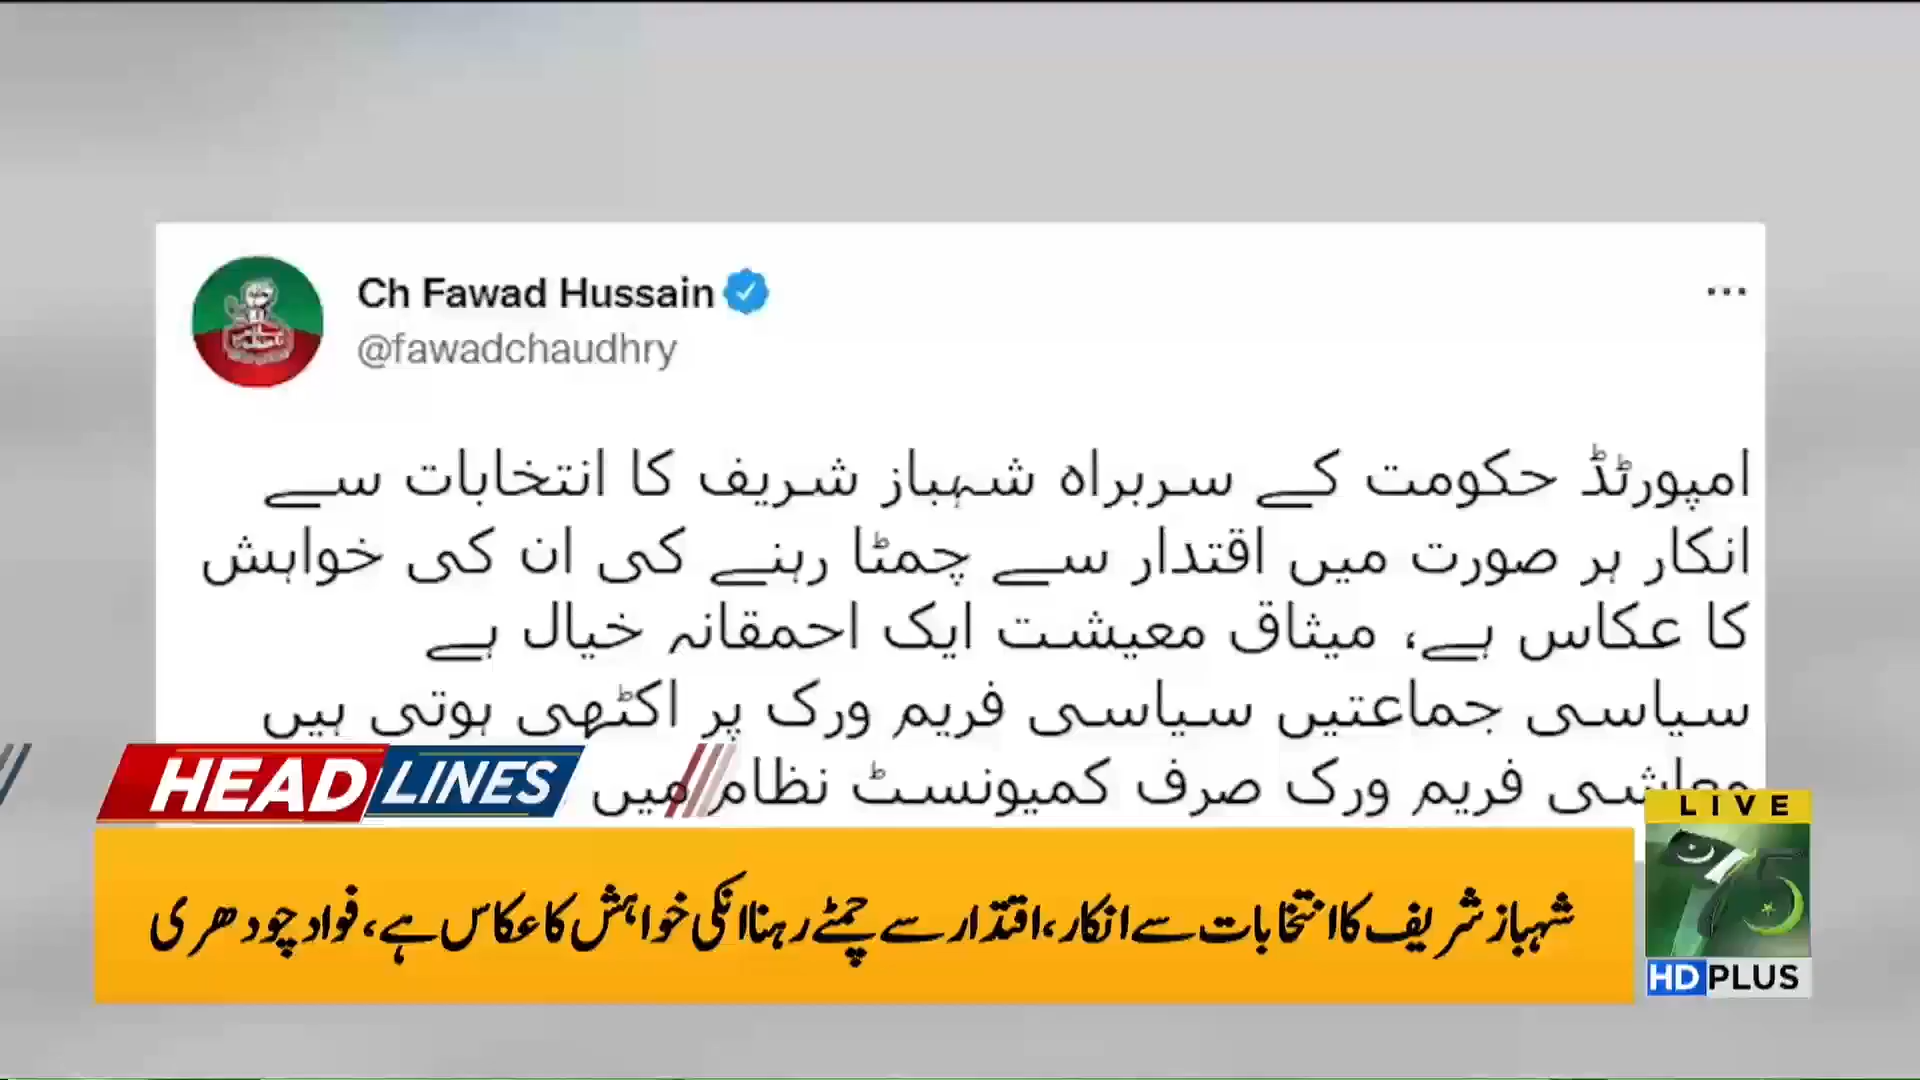 Ch Fawad Hussain
@fawadchaudhry
امپورٹڈ حکومت کے سربراہ شہباز شریف کا انتخابات سے
انکار ہر صورت میں اقتدار سے چمٹا رہنے کی ان کی خواہش
کا عکاس ہے، میثاق معیشت ایک احمقانہ خیال ہے
سیاسی جماعتیں سیاسی فریم ورک پر اکٹھی ہوتی ہیں
معاشی فریم ورک صرف کمیونسٹ نظام میں
HEADLINES
LIVE
شہباز شریف کا انتخابات سے انکار، اقتدار سے چمٹے رہنا انکی خواہش کا عکاس ہے، فواد چودھری
75
HD PLUS